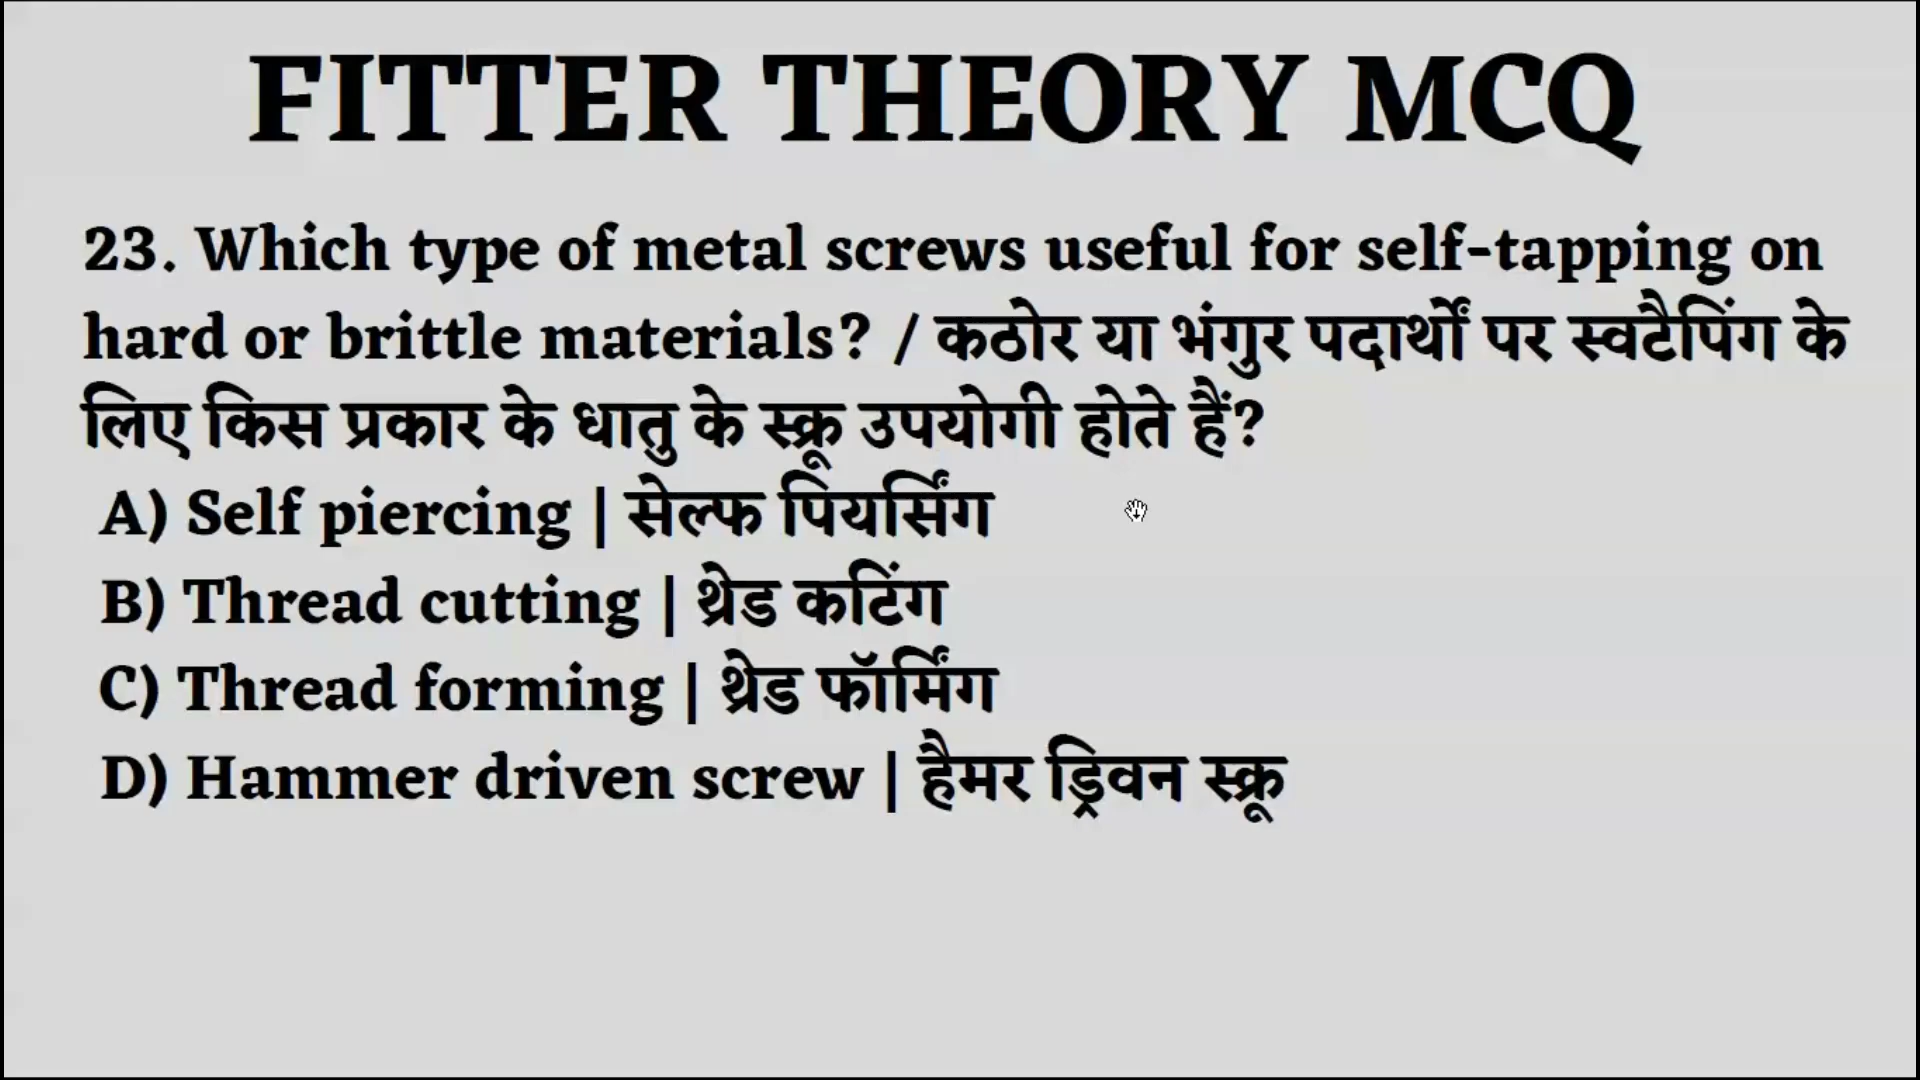 FITTER THEORY MCQ
23. Which type of metal screws useful for self-tapping on
hard or brittle materials? / कठोर या भंगुर पदार्थों पर स्वटैपिंग के
लिए किस प्रकार के धातु के स्क्रू उपयोगी होते हैं?
A) Self piercing | सेल्फ पियर्सिंग
B) Thread cutting | थ्रेड कटिंग
C) Thread forming | थ्रेड फॉर्मिंग
D) Hammer driven screw | हैमर ड्रिवन स्क्रू